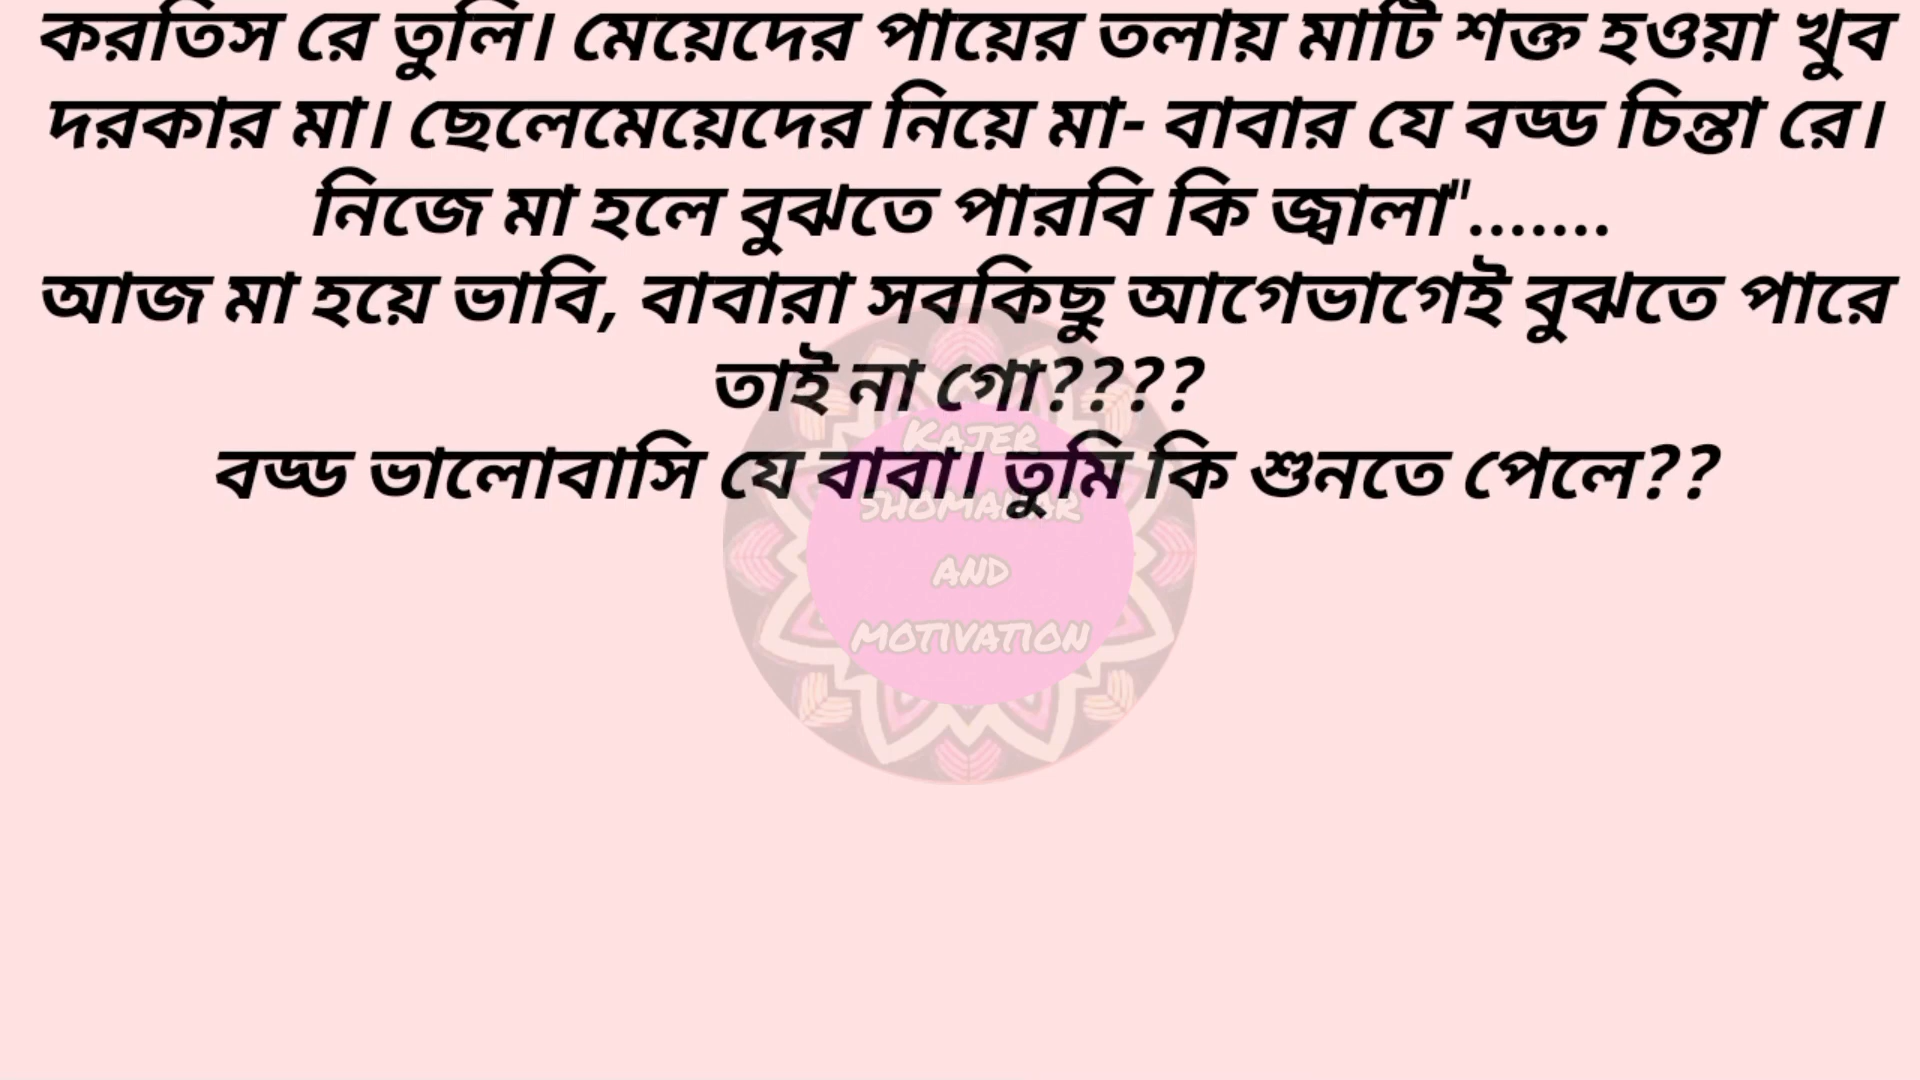 করতিস রে তুলি। মেয়েদের পায়ের তলায় মাটি শক্ত হওয়া খুব
দরকার মা। ছেলেমেয়েদের নিয়ে মা- বাবার যে বড্ড চিন্তা রে।
নিজে মা হলে বুঝতে পারবি কি জ্বালা".......
আজ মা হয়ে ভাবি, বাবারা সবকিছু আগেভাগেই বুঝতে পারে
তাই না গো????
বড্ড ভালোবাসি যে বাবা। তুমি কি শুনতে পেলে??
KAJER
SHOMAHAR
AND
MOTIVATION